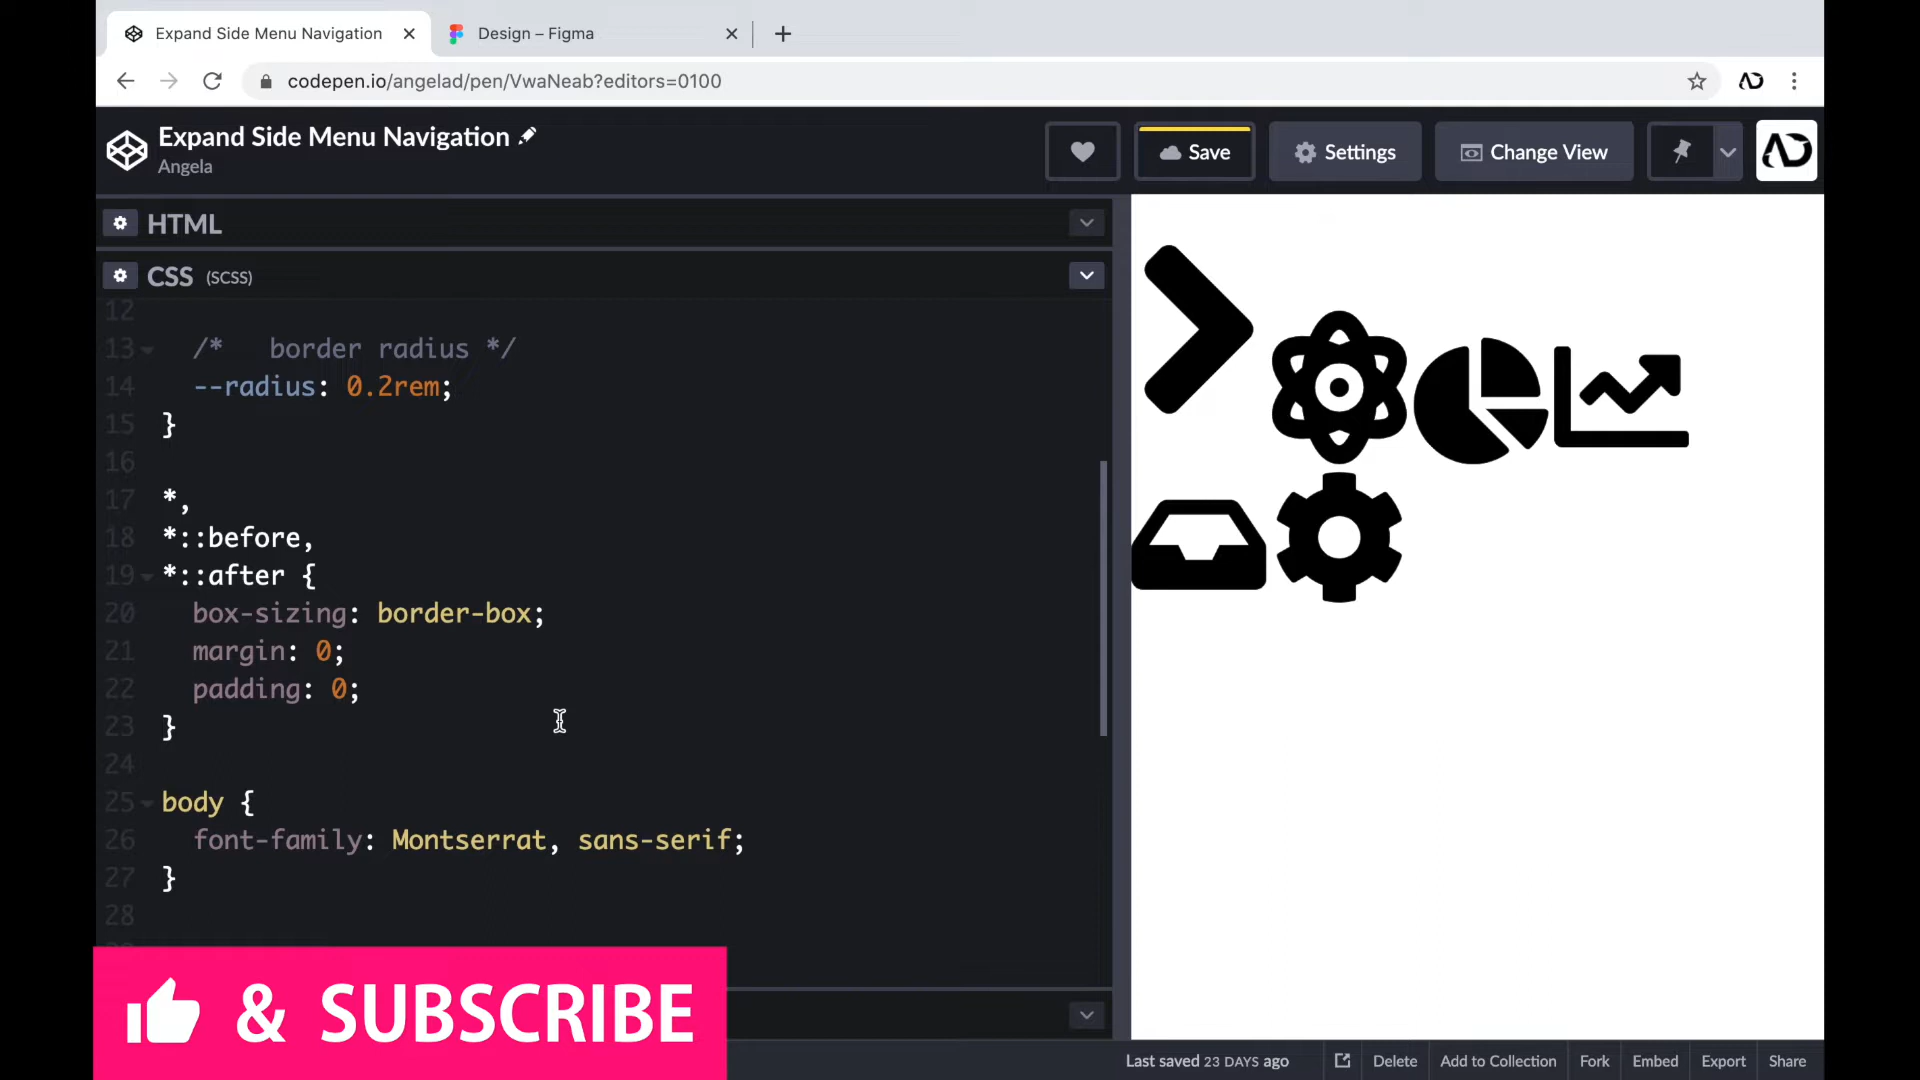 Expand Side Menu Navigation
Design – Figma
codepen.io/angelad/pen/VwaNeab?editors=0100
Expand Side Menu Navigation
Angela
Save
Settings
Change View
HTML
CSS (SCSS)
12
13 /* border radius */
14 --radius: 0.2rem;
15 }
16
17 *,
18 *::before,
19 *::after {
20 box-sizing: border-box;
21 margin: 0;
22 padding: 0;
23 }
24
25 body {
26 font-family: Montserrat, sans-serif;
27 }
28
& SUBSCRIBE
Last saved 23 DAYS ago
Delete
Add to Collection
Fork
Embed
Export
Share